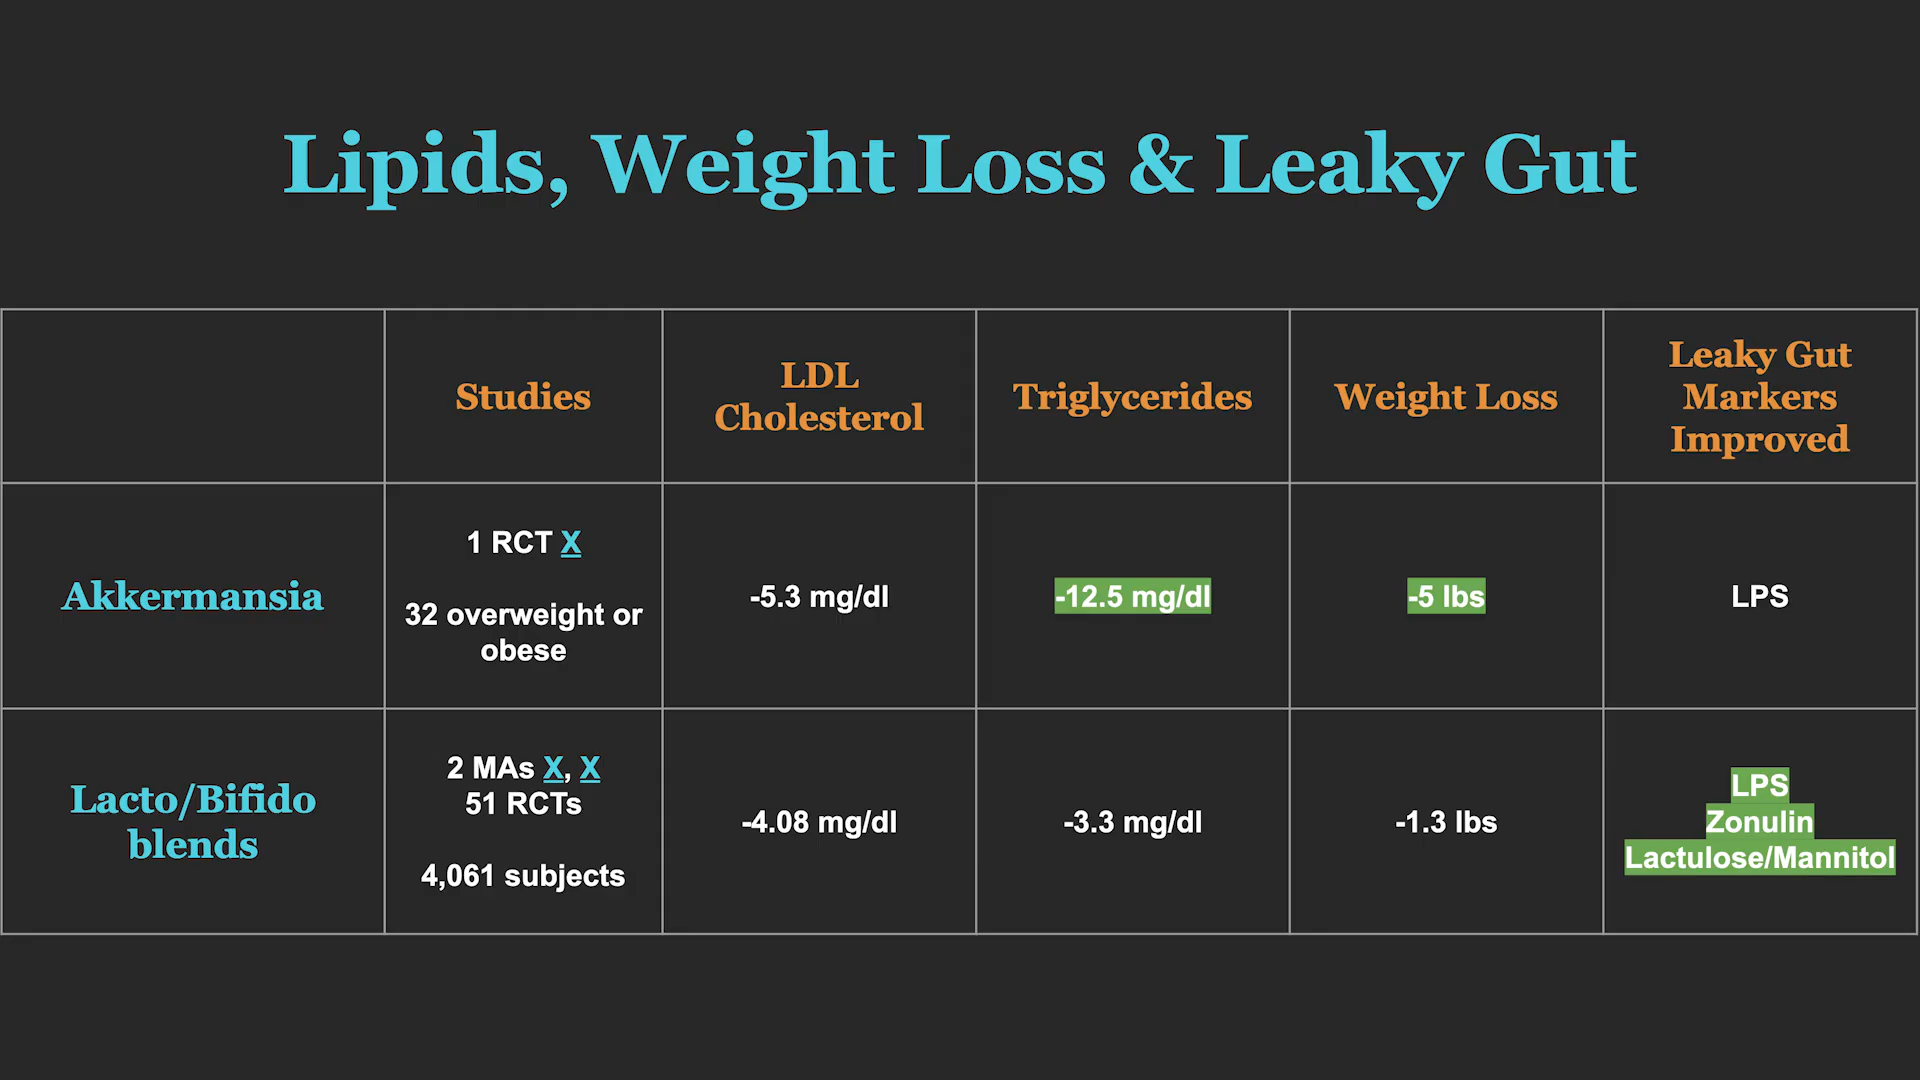 Lipids, Weight Loss & Leaky Gut
Studies
LDL
Cholesterol
Triglycerides
Weight Loss
Leaky Gut
Markers
Improved
Akkermansia
1 RCT X
32 overweight or
obese
-5.3 mg/dl
-12.5 mg/dl
-5 lbs
LPS
Lacto/Bifido
blends
2 MAs X, X
51 RCTs
4,061 subjects
-4.08 mg/dl
-3.3 mg/dl
-1.3 lbs
LPS
Zonulin
Lactulose/Mannitol